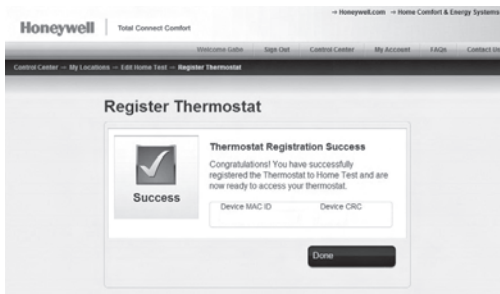 → Honeywell.com → Home Comfort & Energy Systems
Honeywell Total Connect Comfort
Welcome Gabe Sign Out Control Center My Account FAQs Contact Us
Control Center → My Locations → Edit Home Test → Register Thermostat
Register Thermostat
Thermostat Registration Success
Congratulations! You have successfully
registered the Thermostat to Home Test and are
now ready to access your thermostat.
Success
Device MAC ID Device CRC
Done